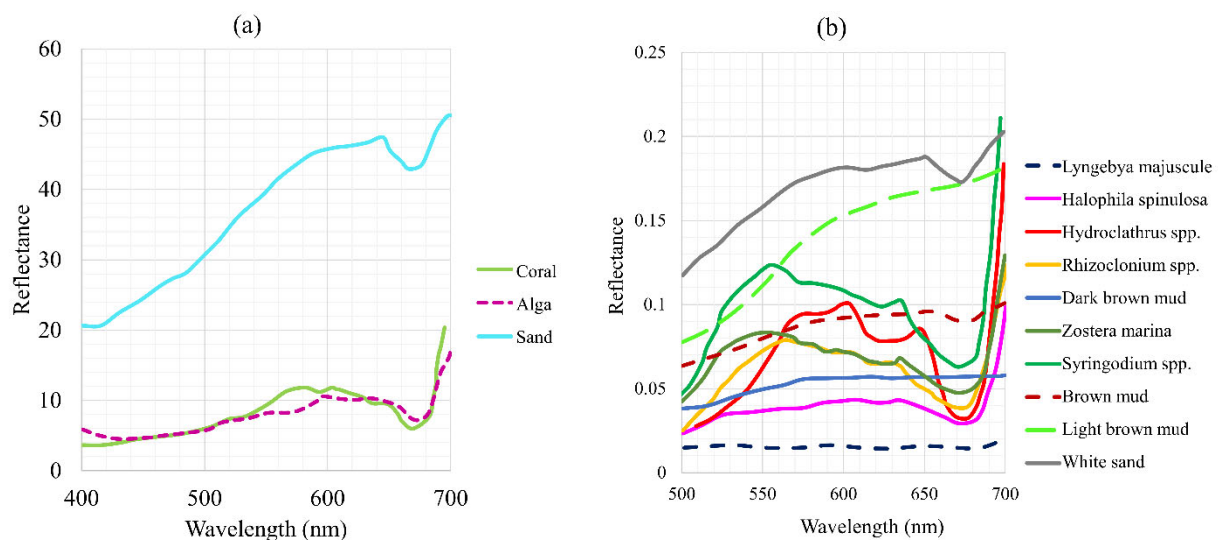 (a)
60
50
40
30
20
10
0
400
500
600
700
Reflectance
Wavelength (nm)
Coral
Alga
Sand
(b)
0.25
0.2
0.15
0.1
0.05
0
500
550
600
650
700
Reflectance
Wavelength (nm)
Lyngebya majuscule
Halophila spinulosa
Hydroclathrus spp.
Rhizoclonium spp.
Dark brown mud
Zostera marina
Syringodium spp.
Brown mud
Light brown mud
White sand